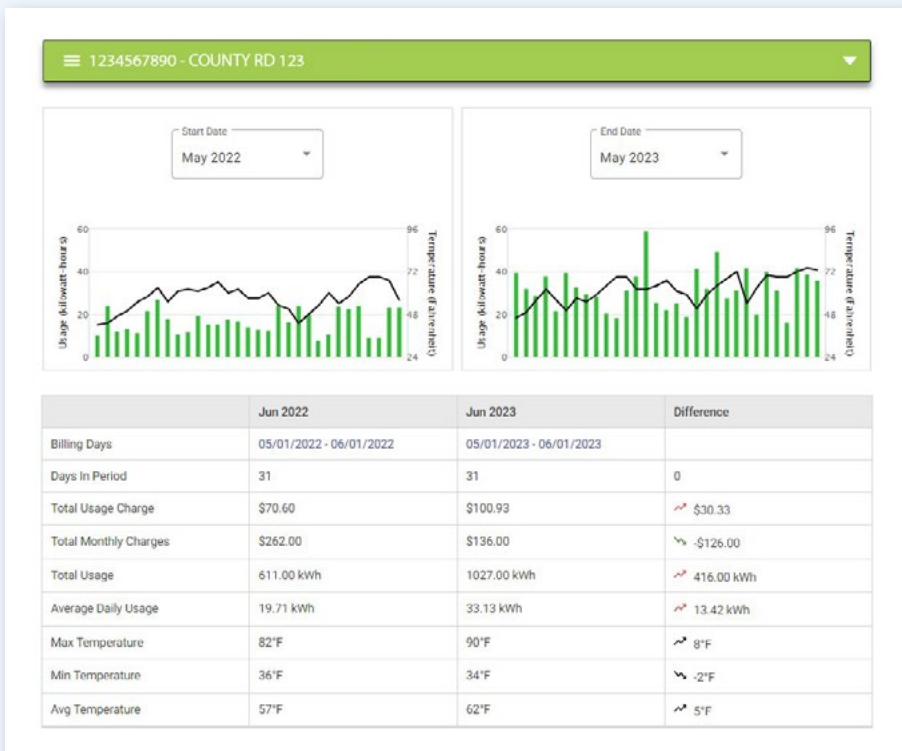 1234567890 - COUNTY RD 123
Start Date
May 2022
End Date
May 2023
Usage (kilowatt-hours)
60
40
20
0
96
72
48
24
Temperature (Fahrenheit)
Usage (kilowatt-hours)
60
40
20
0
96
72
48
24
Temperature (Fahrenheit)
Jun 2022 Jun 2023 Difference
Billing Days 05/01/2022 - 06/01/2022 05/01/2023 - 06/01/2023
Days In Period 31 31 0
Total Usage Charge $70.60 $100.93 $30.33
Total Monthly Charges $262.00 $136.00 -$126.00
Total Usage 611.00 kWh 1027.00 kWh 416.00 kWh
Average Daily Usage 19.71 kWh 33.13 kWh 13.42 kWh
Max Temperature 82°F 90°F 8°F
Min Temperature 36°F 34°F -2°F
Avg Temperature 57°F 62°F 5°F